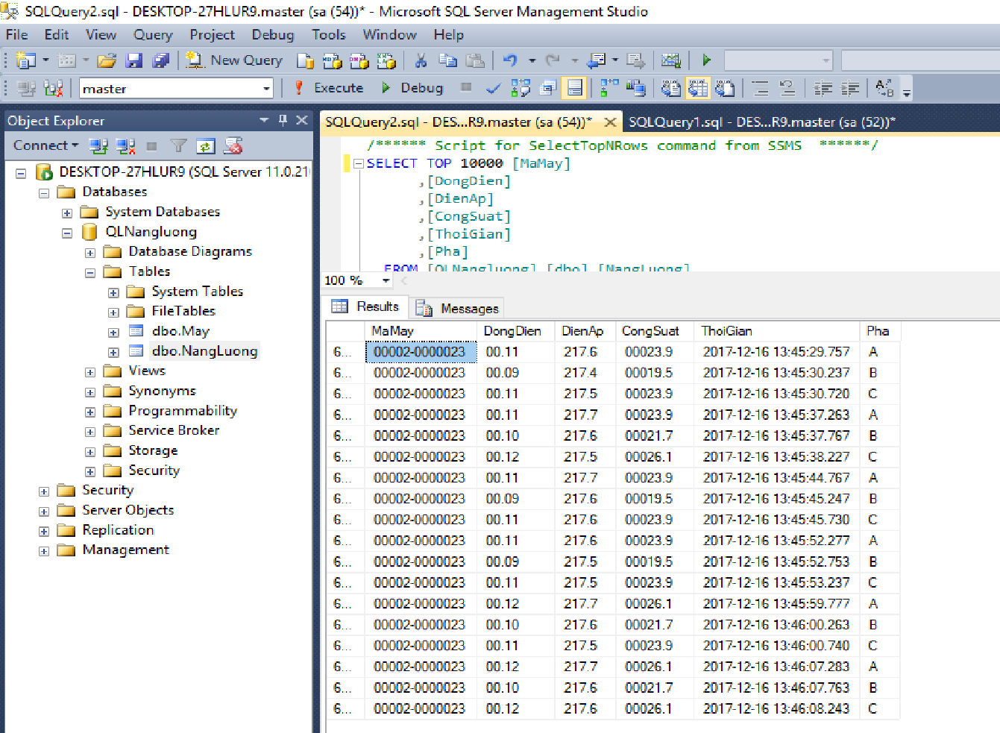 SQLQuery2.sql - DESKTOP-27HLUR9.master (sa (54))* - Microsoft SQL Server Management Studio
File Edit View Query Project Debug Tools Window Help
New Query
master Execute Debug
Object Explorer
Connect
DESKTOP-27HLUR9 (SQL Server 11.0.21
Databases
System Databases
QLNangluong
Database Diagrams
Tables
System Tables
FileTables
dbo.May
dbo.NangLuong
Views
Synonyms
Programmability
Service Broker
Storage
Security
Security
Server Objects
Replication
Management
SQLQuery2.sql - DES...R9.master (sa (54))* SQLQuery1.sql - DES...R9.master (sa (52))*
/****** Script for SelectTopNRows command from SSMS ******/
SELECT TOP 10000 [MaMay]
,[DongDien]
,[DienAp]
,[CongSuat]
,[ThoiGian]
,[Pha]
FROM [QLNangluong].[dbo].[NangLuong]
100 %
Results Messages
MaMay DongDien DienAp CongSuat ThoiGian Pha
6... 00002-0000023 00.11 217.6 00023.9 2017-12-16 13:45:29.757 A
6... 00002-0000023 00.09 217.4 00019.5 2017-12-16 13:45:30.237 B
6... 00002-0000023 00.11 217.5 00023.9 2017-12-16 13:45:30.720 C
6... 00002-0000023 00.11 217.7 00023.9 2017-12-16 13:45:37.263 A
6... 00002-0000023 00.10 217.6 00021.7 2017-12-16 13:45:37.767 B
6... 00002-0000023 00.12 217.5 00026.1 2017-12-16 13:45:38.227 C
6... 00002-0000023 00.11 217.7 00023.9 2017-12-16 13:45:44.767 A
6... 00002-0000023 00.09 217.6 00019.5 2017-12-16 13:45:45.247 B
6... 00002-0000023 00.11 217.6 00023.9 2017-12-16 13:45:45.730 C
6... 00002-0000023 00.11 217.6 00023.9 2017-12-16 13:45:52.277 A
6... 00002-0000023 00.09 217.5 00019.5 2017-12-16 13:45:52.753 B
6... 00002-0000023 00.11 217.5 00023.9 2017-12-16 13:45:53.237 C
6... 00002-0000023 00.12 217.7 00026.1 2017-12-16 13:45:59.777 A
6... 00002-0000023 00.10 217.6 00021.7 2017-12-16 13:46:00.263 B
6... 00002-0000023 00.11 217.5 00023.9 2017-12-16 13:46:00.740 C
6... 00002-0000023 00.12 217.7 00026.1 2017-12-16 13:46:07.283 A
6... 00002-0000023 00.10 217.6 00021.7 2017-12-16 13:46:07.763 B
6... 00002-0000023 00.12 217.6 00026.1 2017-12-16 13:46:08.243 C